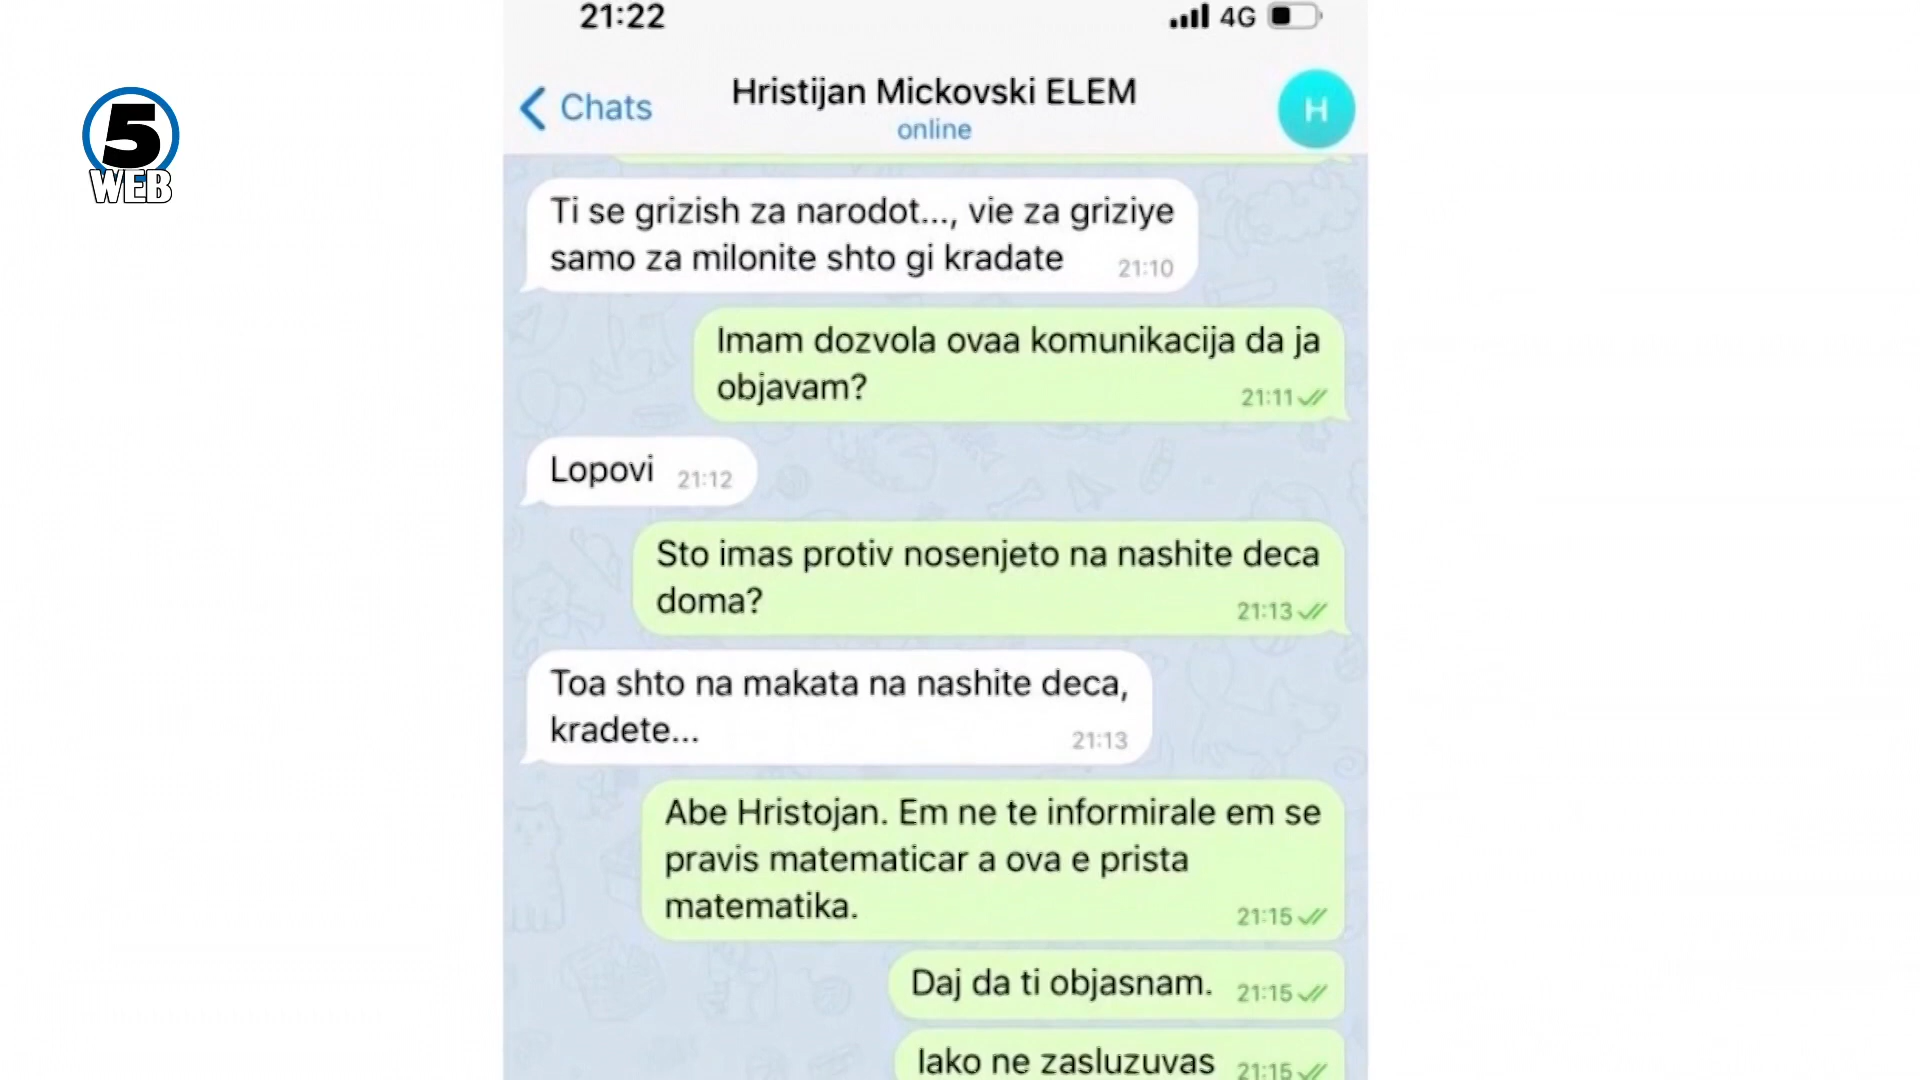 21:22
4G
5
WEB
Chats
Hristijan Mickovski ELEM
H
online
Ti se grizish za narodot..., vie za griziye
samo za milonite shto gi kradate
21:10
Imam dozvola ovaa komunikacija da ja
objavam?
21:11
Lopovi
21:12
Sto imas protiv nosenjeto na nashite deca
doma?
21:13
Toa shto na makata na nashite deca,
kradete...
21:13
Abe Hristojan. Em ne te informirale em se
pravis matematicar a ova e prista
matematika.
21:15
Daj da ti objasnam.
21:15
Iako ne zasluzuvas
21:15